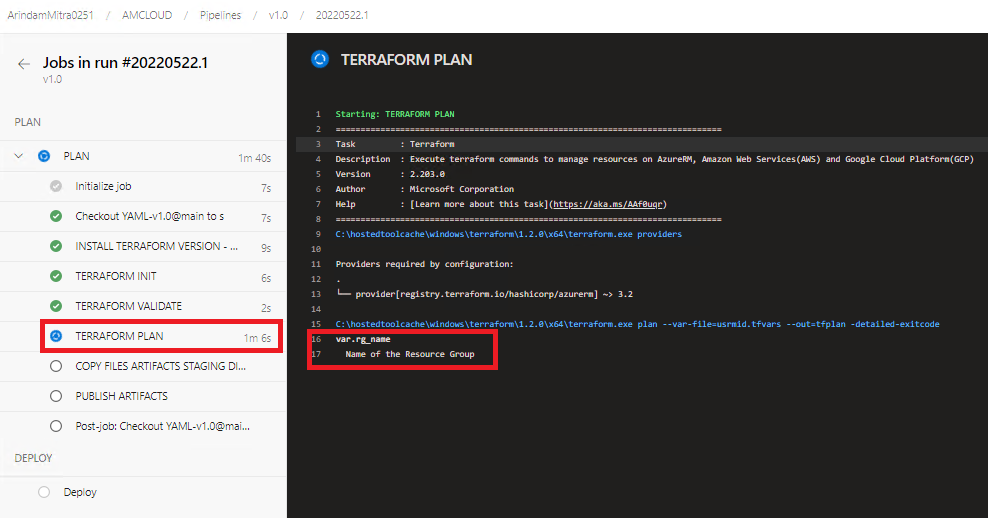 ArindamMitra0251 / AMCLOUD / Pipelines / v1.0 / 20220522.1
Jobs in run #20220522.1
v1.0
PLAN
PLAN 1m 40s
Initialize job 7s
Checkout YAML-v1.0@main to s 7s
INSTALL TERRAFORM VERSION - ... 9s
TERRAFORM INIT 6s
TERRAFORM VALIDATE 2s
TERRAFORM PLAN 1m 6s
COPY FILES ARTIFACTS STAGING DI...
PUBLISH ARTIFACTS
Post-job: Checkout YAML-v1.0@mai...
DEPLOY
Deploy
TERRAFORM PLAN
1 Starting: TERRAFORM PLAN
2 ==============================================================================
3 Task : Terraform
4 Description : Execute terraform commands to manage resources on AzureRM, Amazon Web Services(AWS) and Google Cloud Platform(GCP)
5 Version : 2.203.0
6 Author : Microsoft Corporation
7 Help : [Learn more about this task](https://aka.ms/AAf0uqr)
8 ==============================================================================
9 C:\hostedtoolcache\windows\terraform\1.2.0\x64\terraform.exe providers
10
11 Providers required by configuration:
12 .
13 └── provider[registry.terraform.io/hashicorp/azurerm] ~> 3.2
14
15 C:\hostedtoolcache\windows\terraform\1.2.0\x64\terraform.exe plan --var-file=usrmid.tfvars --out=tfplan -detailed-exitcode
16 var.rg_name
17 Name of the Resource Group